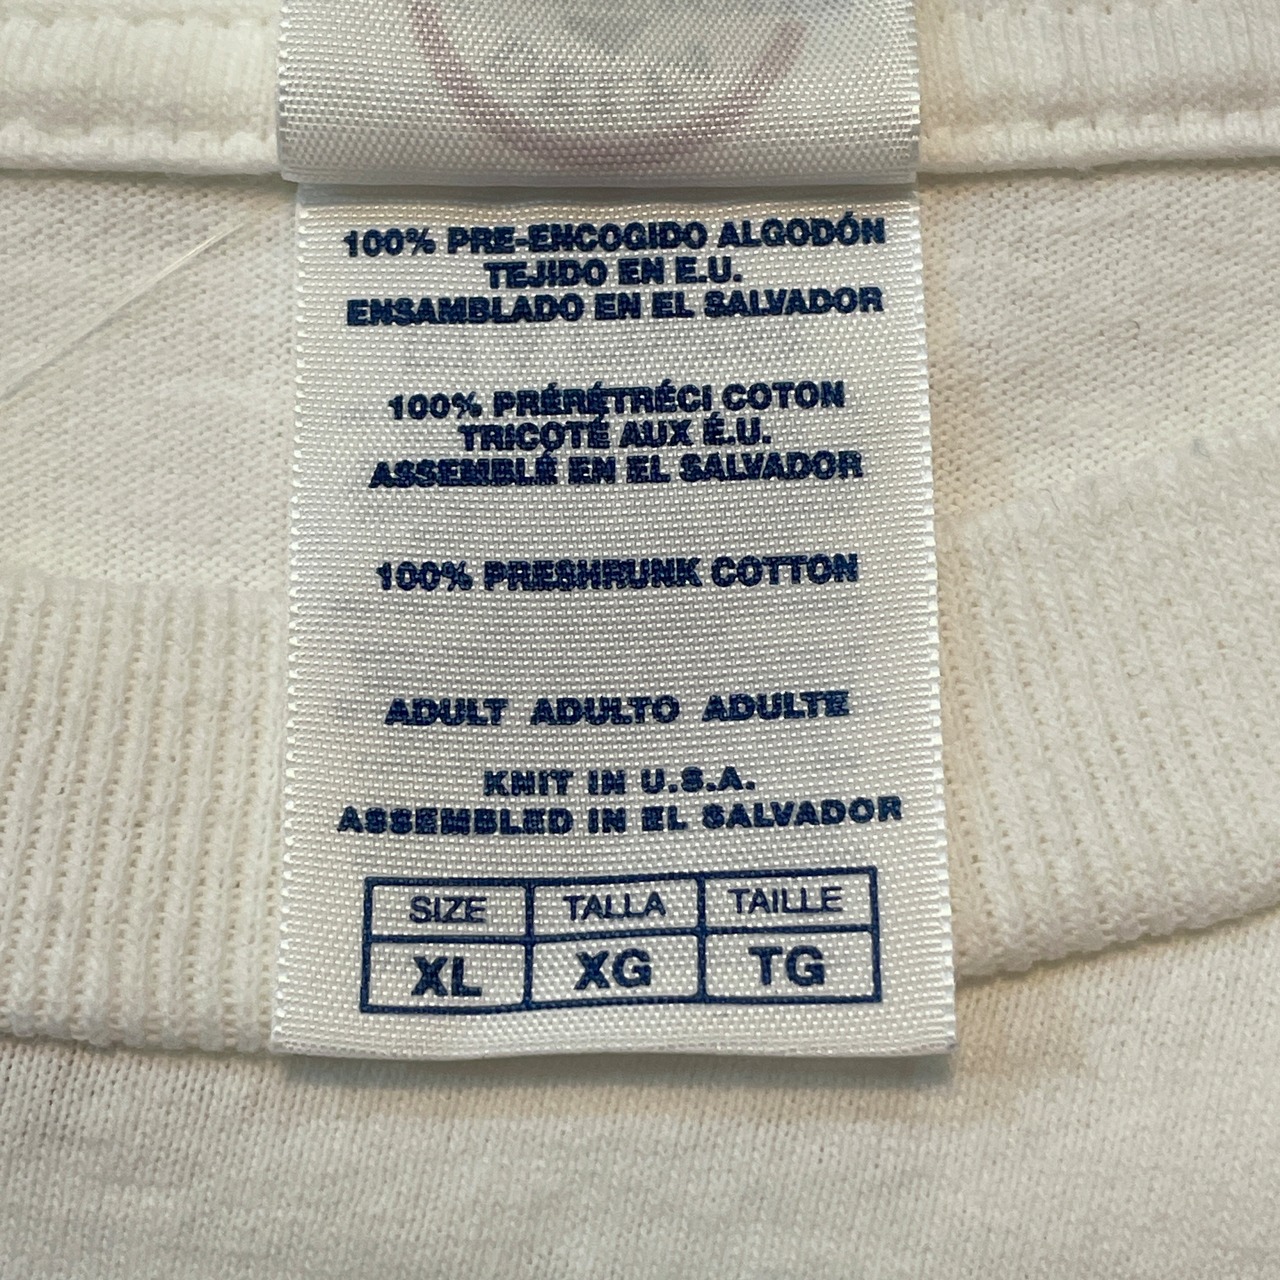 100% PRE-ENCOGIDO ALGODÓN
TEJIDO EN E.U.
ENSAMBLADO EN EL SALVADOR
100% PRÉRÉTRÉCI COTON
TRICOTÉ AUX É.U.
ASSEMBLÉ EN EL SALVADOR
100% PRESHRUNK COTTON
ADULT ADULTO ADULTE
KNIT IN U.S.A.
ASSEMBLED IN EL SALVADOR
SIZE TALLA TAILLE
XL XG TG